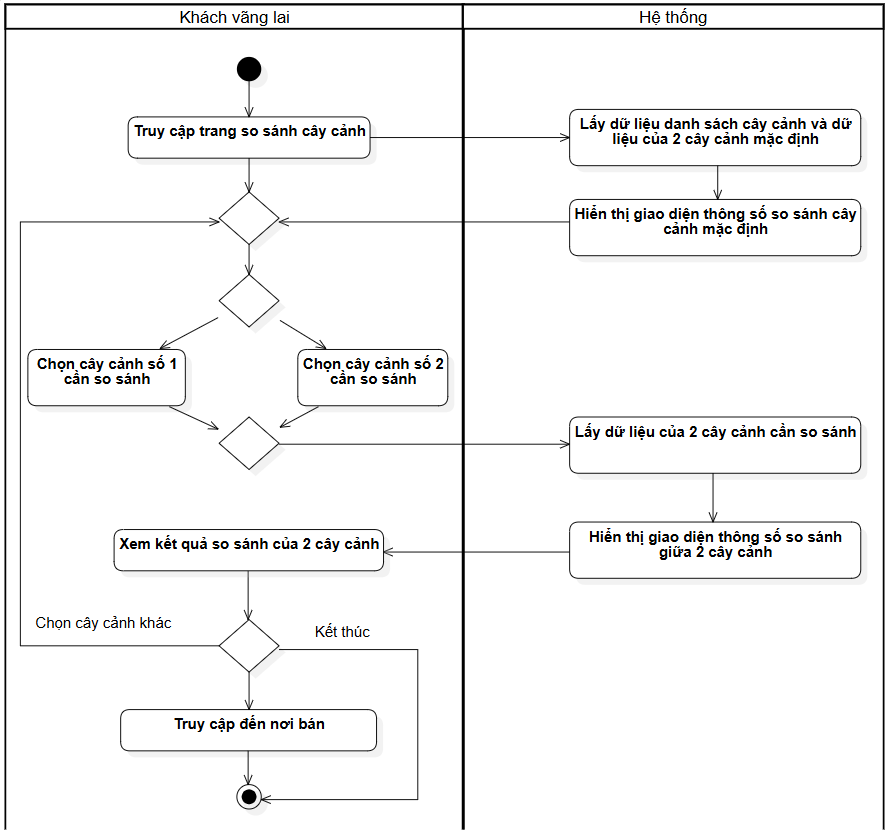 Khách vãng lai
Hệ thống
Truy cập trang so sánh cây cảnh
Lấy dữ liệu danh sách cây cảnh và dữ
liệu của 2 cây cảnh mặc định
Hiển thị giao diện thông số so sánh cây
cảnh mặc định
Chọn cây cảnh số 1
cần so sánh
Chọn cây cảnh số 2
cần so sánh
Lấy dữ liệu của 2 cây cảnh cần so sánh
Hiển thị giao diện thông số so sánh
giữa 2 cây cảnh
Xem kết quả so sánh của 2 cây cảnh
Chọn cây cảnh khác
Kết thúc
Truy cập đến nơi bán